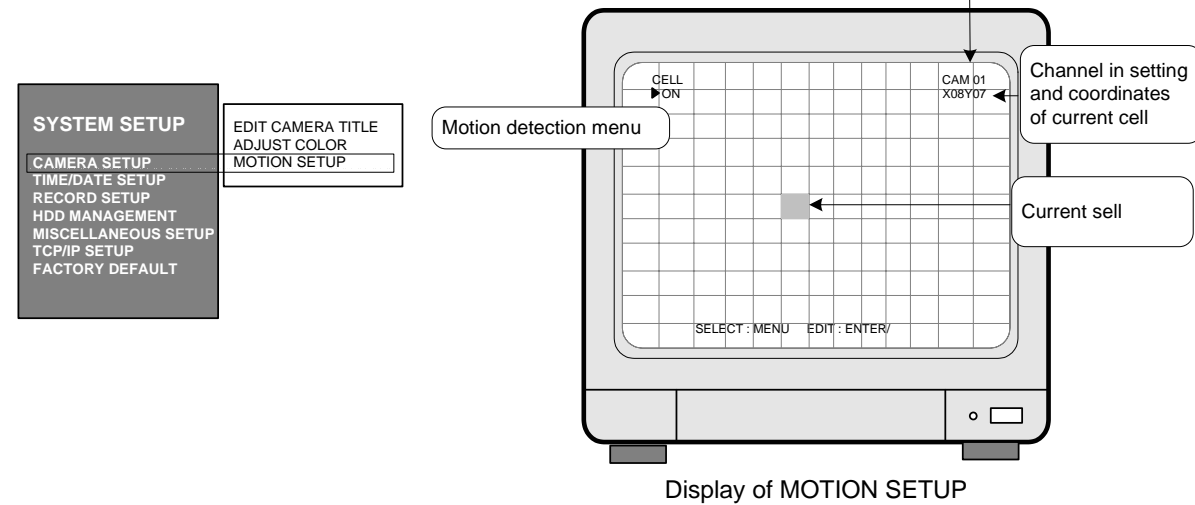 SYSTEM SETUP
CAMERA SETUP
TIME/DATE SETUP
RECORD SETUP
HDD MANAGEMENT
MISCELLANEOUS SETUP
TCP/IP SETUP
FACTORY DEFAULT
EDIT CAMERA TITLE
ADJUST COLOR
MOTION SETUP
Motion detection menu
CELL
ON
CAM 01
X08Y07
SELECT : MENU EDIT : ENTER/
Channel in setting
and coordinates
of current cell
Current sell
Display of MOTION SETUP